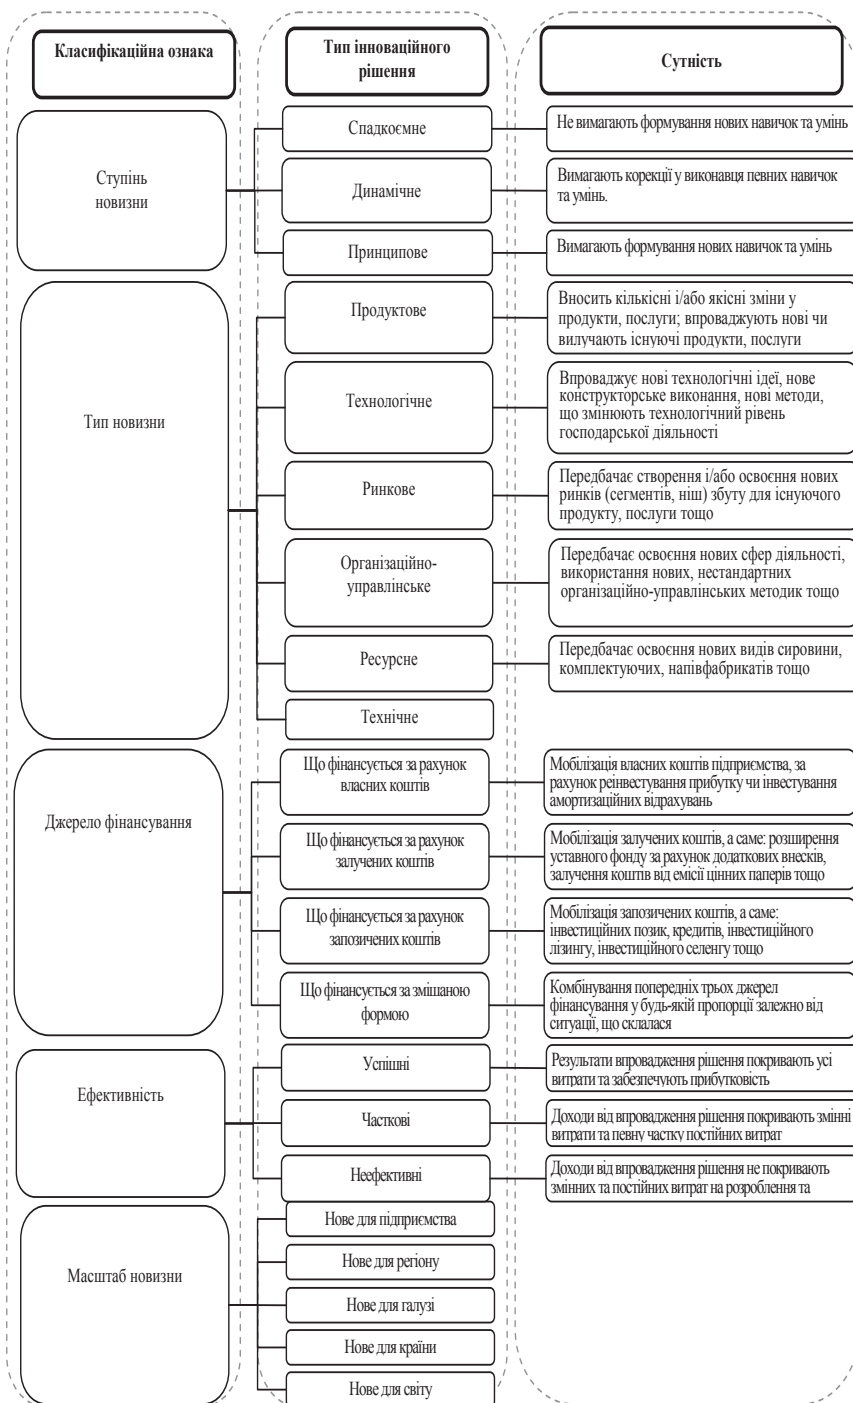 Класифікаційна ознака
Тип інноваційного
рішення
Сутність
Ступінь
новизни
Спадкоємне
Не вимагають формування нових навичок та умінь
Динамічне
Вимагають корекції у виконавця певних навичок
та умінь.
Принципове
Вимагають формування нових навичок та умінь
Тип новизни
Продуктове
Вносить кількісні і/або якісні зміни у
продукти, послуги; впроваджують нові чи
вилучають існуючі продукти, послуги
Технологічне
Впроваджує нові технологічні ідеї, нове
конструкторське виконання, нові методи,
що змінюють технологічний рівень
господарської діяльності
Ринкове
Передбачає створення і/або освоєння нових
ринків (сегментів, ніш) збуту для існуючого
продукту, послуги тощо
Організаційно-
управлінське
Передбачає освоєння нових сфер діяльності,
використання нових, нестандартних
організаційно-управлінських методик тощо
Ресурсне
Передбачає освоєння нових видів сировини,
комплектуючих, напівфабрикатів тощо
Технічне
Джерело фінансування
Що фінансується за рахунок
власних коштів
Мобілізація власних коштів підприємства, за
рахунок реінвестування прибутку чи інвестування
амортизаційних відрахувань
Що фінансується за рахунок
залучених коштів
Мобілізація залучених коштів, а саме: розширення
уставного фонду за рахунок додаткових внесків,
залучення коштів від емісії цінних паперів тощо
Що фінансується за рахунок
запозичених коштів
Мобілізація запозичених коштів, а саме:
інвестиційних позик, кредитів, інвестиційного
лізингу, інвестиційного селенгу тощо
Що фінансується за змішаною
формою
Комбінування попередніх трьох джерел
фінансування у будь-якій пропорції залежно від
ситуації, що склалася
Ефективність
Успішні
Результати впровадження рішення покривають усі
витрати та забезпечують прибутковість
Часткові
Доходи від впровадження рішення покривають змінні
витрати та певну частку постійних витрат
Неефективні
Доходи від впровадження рішення не покривають
змінних та постійних витрат на розроблення та
Масштаб новизни
Нове для підприємства
Нове для регіону
Нове для галузі
Нове для країни
Нове для світу